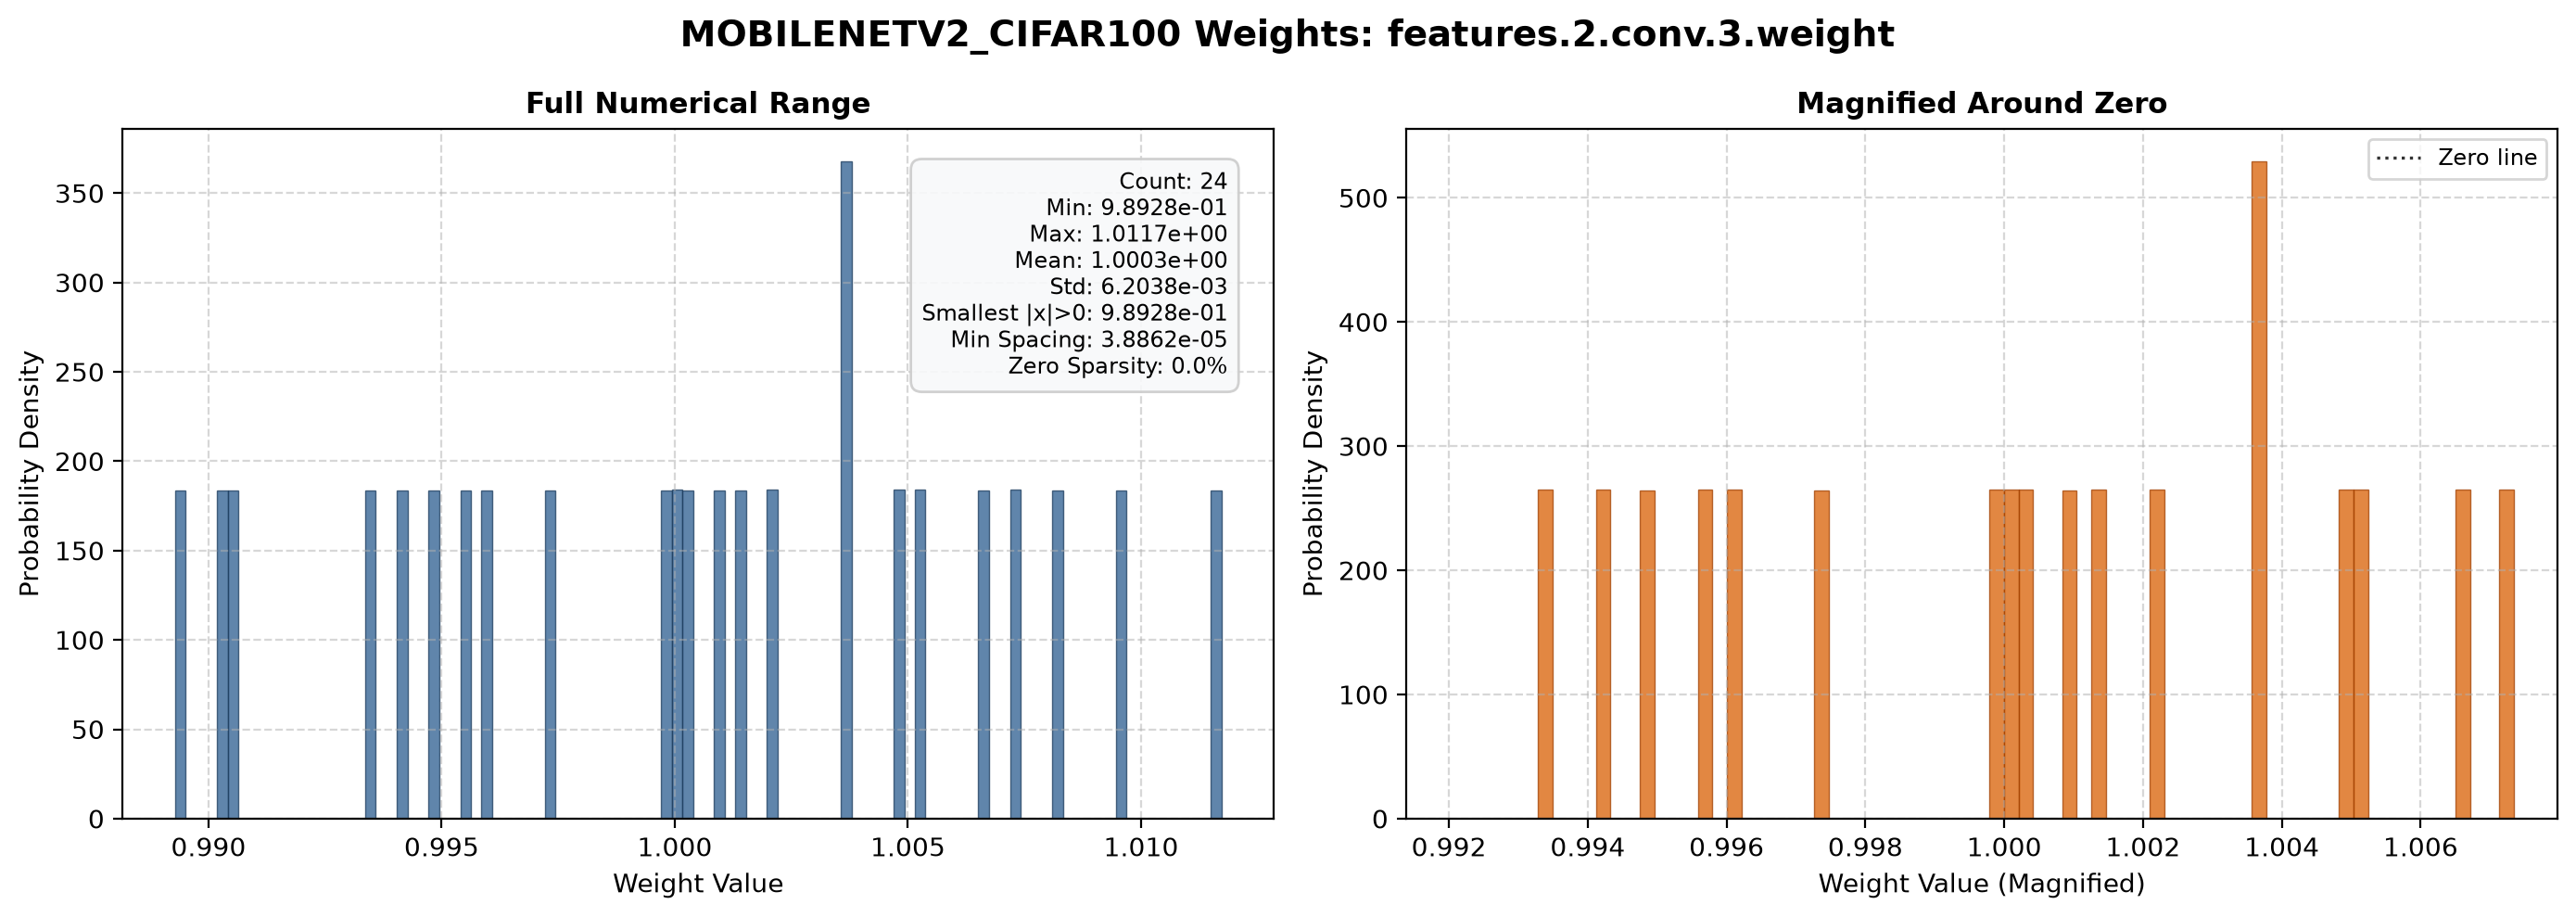 MOBILENETV2_CIFAR100 Weights: features.2.conv.3.weight
Full Numerical Range
Probability Density
350
300
250
200
150
100
50
0
Count: 24
Min: 9.8928e-01
Max: 1.0117e+00
Mean: 1.0003e+00
Std: 6.2038e-03
Smallest |x|>0: 9.8928e-01
Min Spacing: 3.8862e-05
Zero Sparsity: 0.0%
0.990 0.995 1.000 1.005 1.010
Weight Value
Magnified Around Zero
Probability Density
500
400
300
200
100
0
Zero line
0.992 0.994 0.996 0.998 1.000 1.002 1.004 1.006
Weight Value (Magnified)